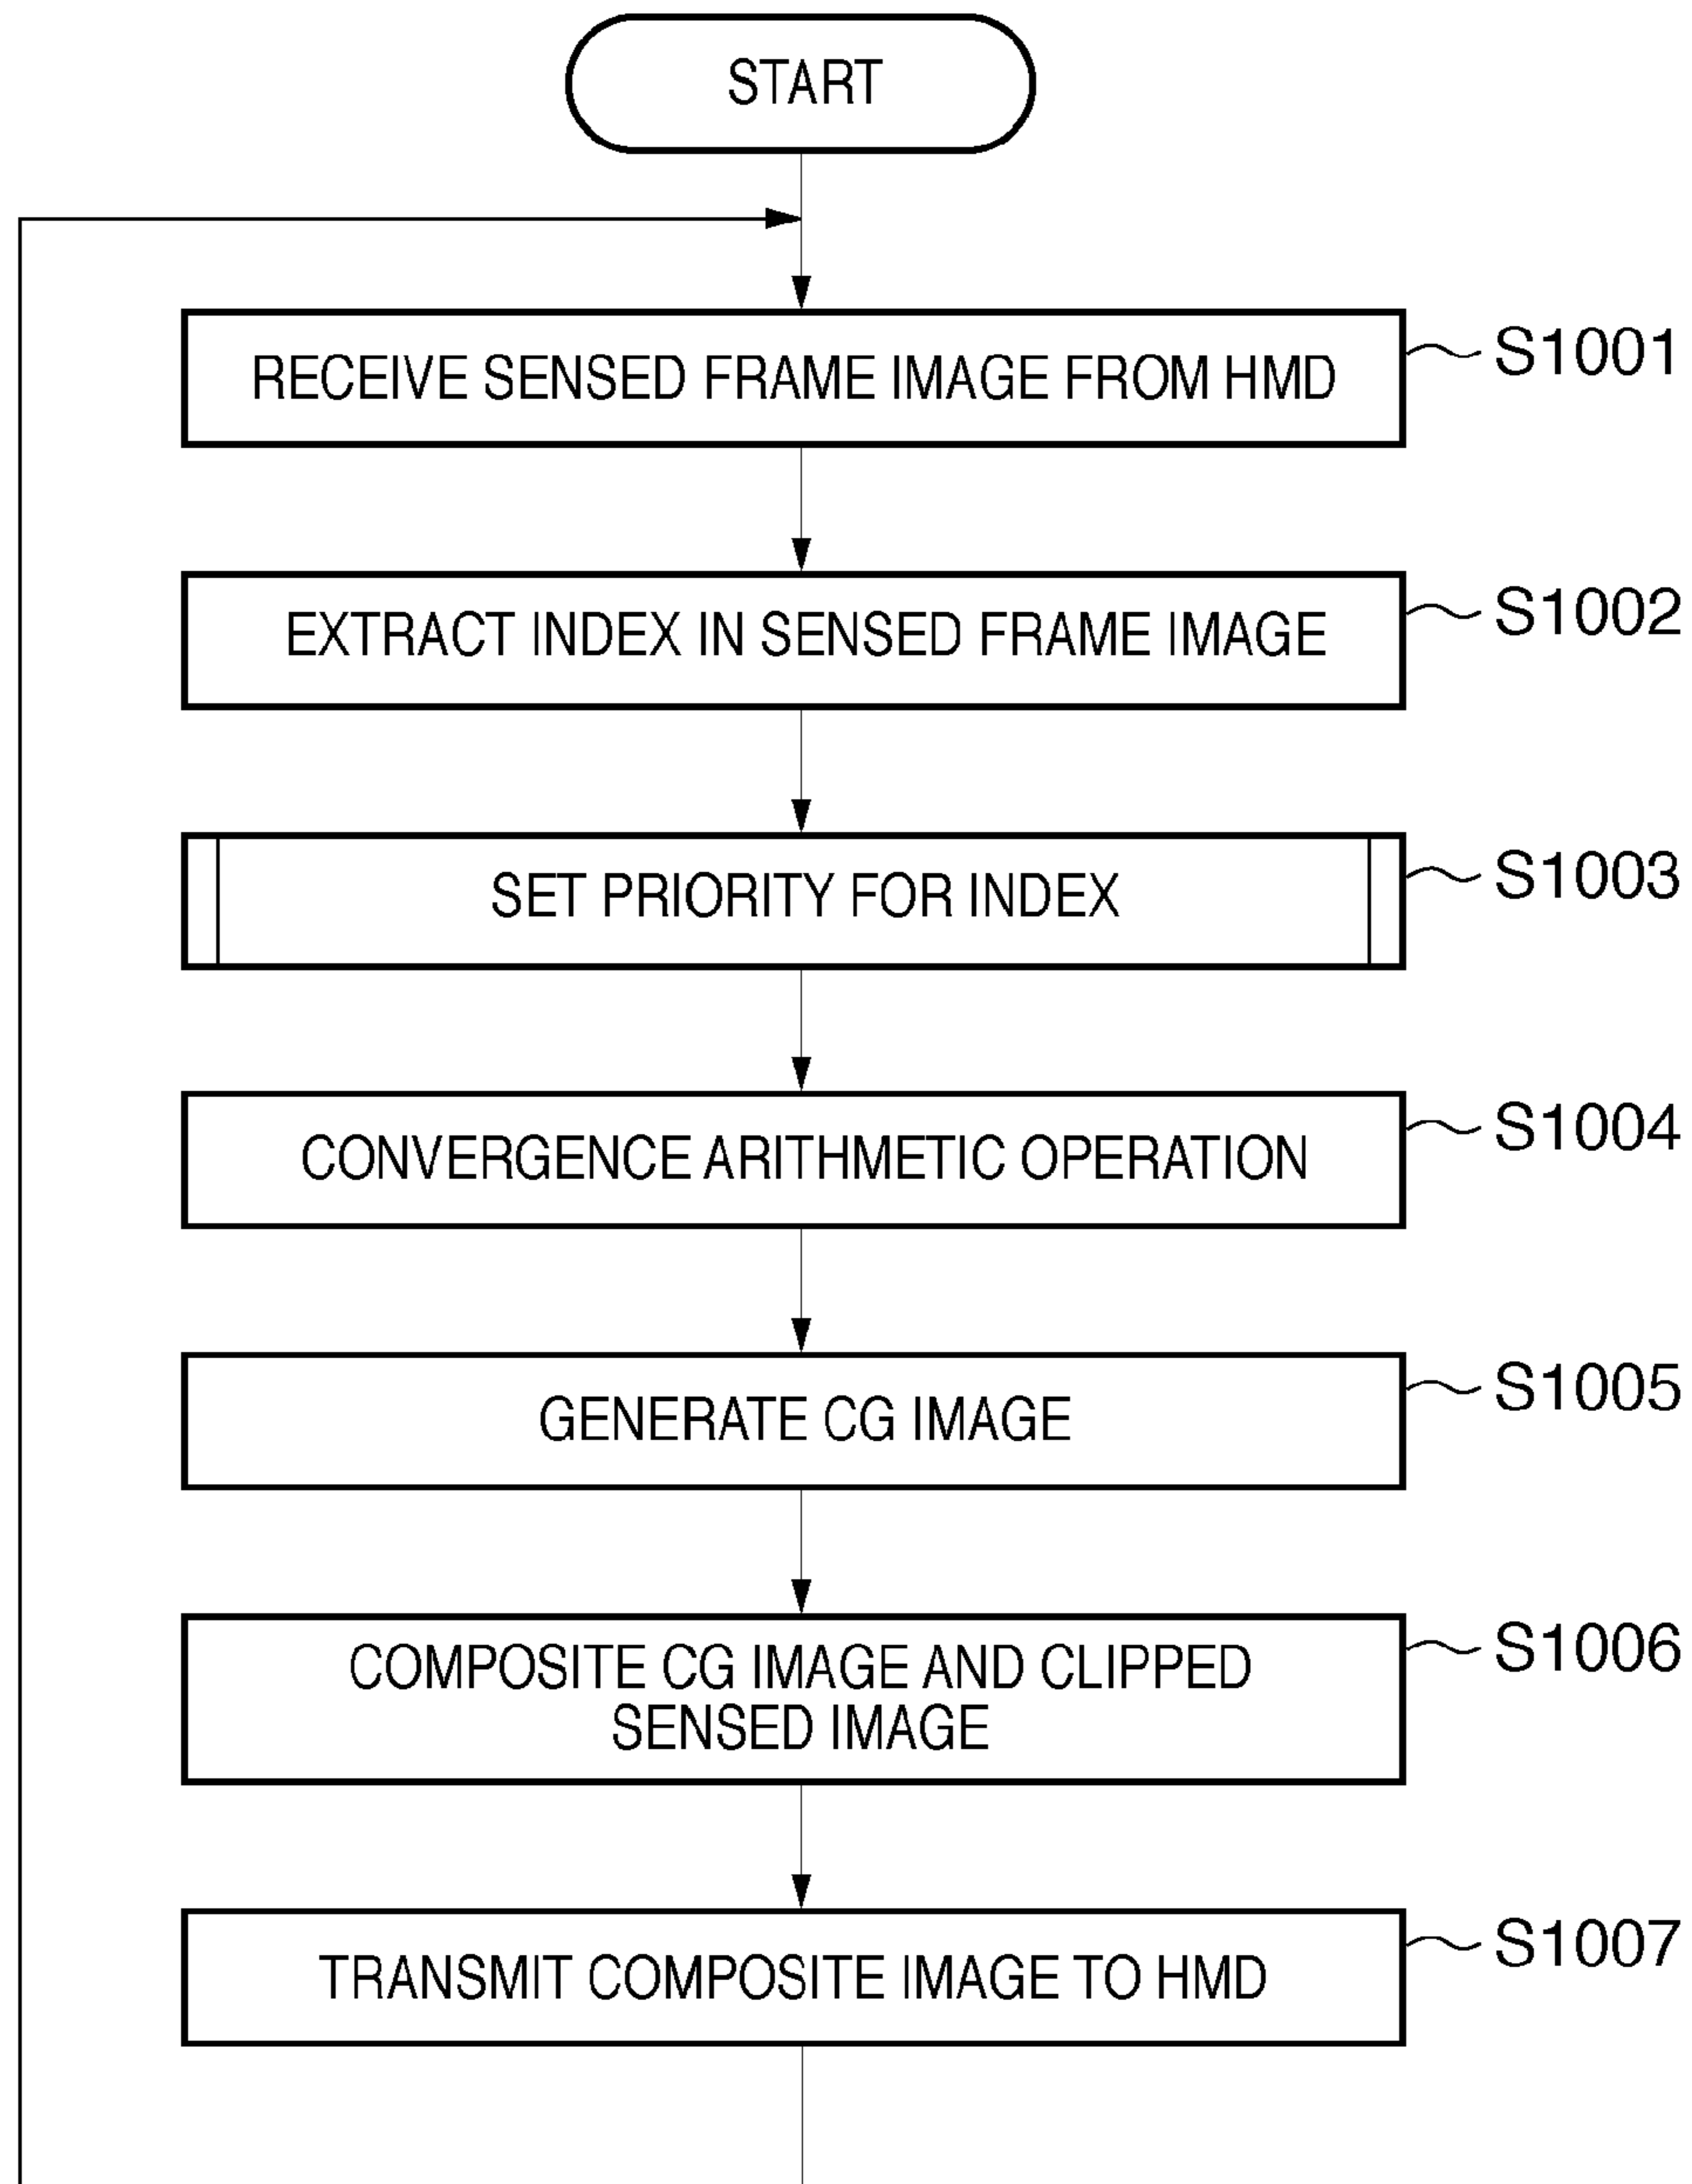 START
RECEIVE SENSED FRAME IMAGE FROM HMD
S1001
EXTRACT INDEX IN SENSED FRAME IMAGE
S1002
SET PRIORITY FOR INDEX
S1003
CONVERGENCE ARITHMETIC OPERATION
S1004
GENERATE CG IMAGE
S1005
COMPOSITE CG IMAGE AND CLIPPED
SENSED IMAGE
S1006
TRANSMIT COMPOSITE IMAGE TO HMD
S1007